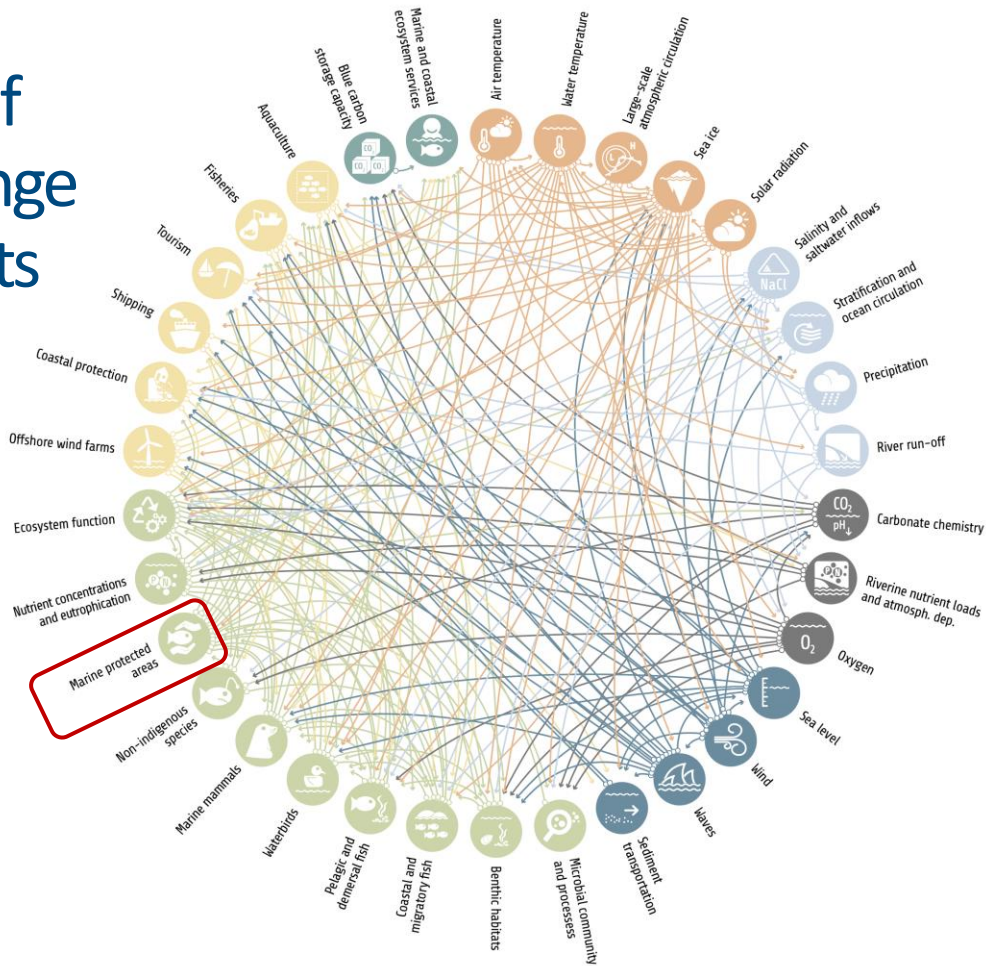 f
nge
ts
Marine and coastal
ecosystem services
Air temperature
Water temperature
Large-scale
atmospheric circulation
Sea ice
Solar radiation
Salinity and
saltwater inflows
Stratification and
ocean circulation
Precipitation
River run-off
Carbonate chemistry
Riverine nutrient loads
and atmosph. dep.
Oxygen
Sea level
Wind
Waves
Sediment
transportation
Microbial community
and processess
Benthic habitats
Coastal and
migratory fish
Pelagic and
demersal fish
Waterbirds
Marine mammals
Non-indigenous
species
Marine protected
areas
Nutrient concentrations
and eutrophication
Ecosystem function
Offshore wind farms
Coastal protection
Shipping
Tourism
Fisheries
Aquaculture
Blue carbon
storage capacity
CO₂
CO₂ CO₂
L H
NaCl
CO₂
pH↓
P N
O₂
P N